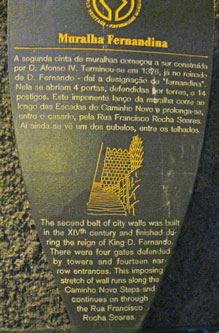 Muralha Fernandina
A segunda cinta de muralhas começou a ser construída
por D. Afonso IV. Terminou-se em 1376, já no reinado
de D. Fernando - daí a designação de "fernandina".
Nela se abriam 4 portas, defendidas por torres, e 14
postigos. Este imponente lanço da muralha corre ao
longo das Escadas do Caminho Novo e prolonga-se,
entre o casario, pela Rua Francisco Rocha Soares.
Aí ainda se vê um dos cubelos, entre os telhados.
The second belt of city walls was built
in the XIVth century and finished du-
ring the reign of King D. Fernando.
There were four gates defended
by towers and fourteen nar-
row entrances. This imposing
stretch of wall runs along the
Caminho Novo Steps and
continues on through
the Rua Francisco
Rocha Soares.